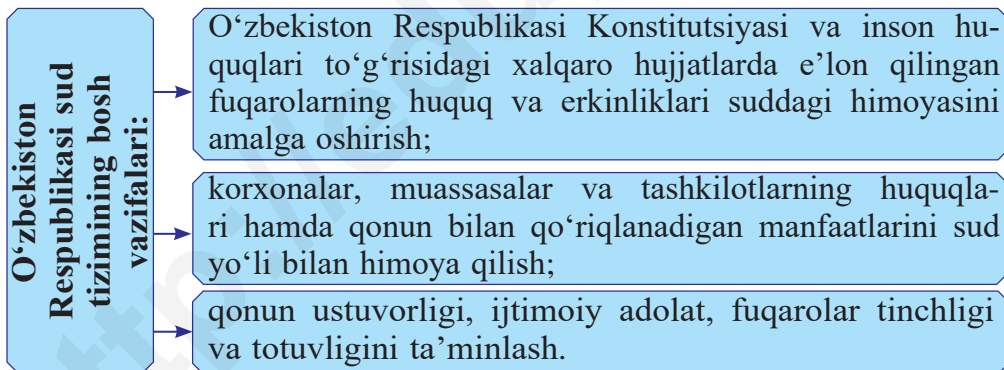 O‘zbekiston
Respublikasi sud
tizimining bosh
vazifalari:
O‘zbekiston Respublikasi Konstitutsiyasi va inson hu-
quqlari to‘g‘risidagi xalqaro hujjatlarda e’lon qilingan
fuqarolarning huquq va erkinliklari suddagi himoyasini
amalga oshirish;
korxonalar, muassasalar va tashkilotlarning huquqla-
ri hamda qonun bilan qo‘riqlanadigan manfaatlarini sud
yo‘li bilan himoya qilish;
qonun ustuvorligi, ijtimoiy adolat, fuqarolar tinchligi
va totuvligini ta’minlash.